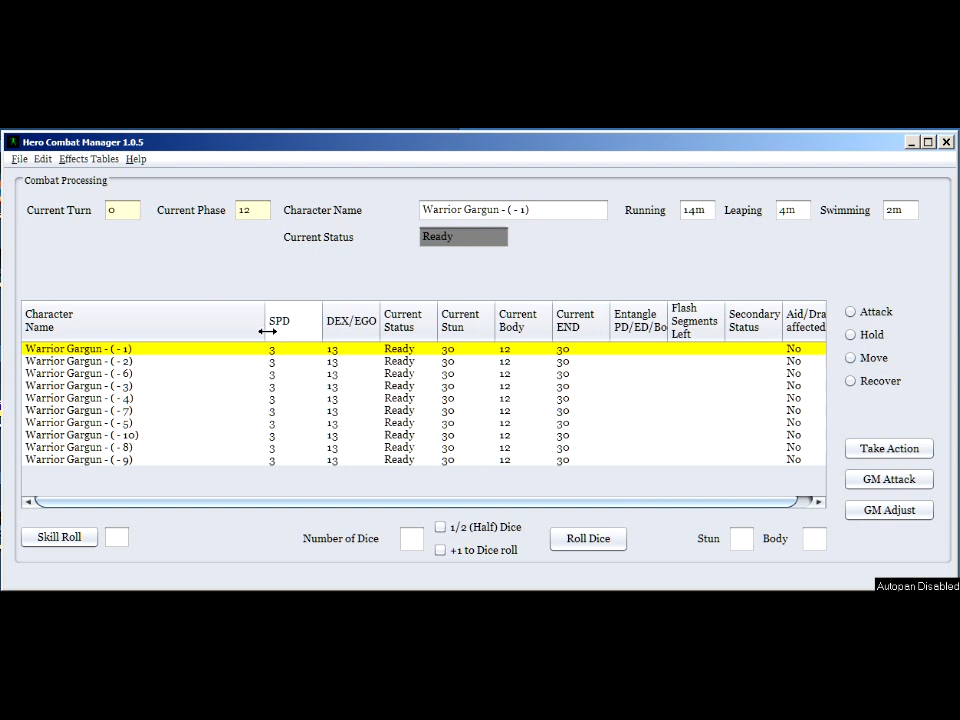 Hero Combat Manager 1.0.5
File Edit Effects Tables Help
Combat Processing
Current Turn 0 Current Phase 12 Character Name Warrior Gargun - ( - 1) Running 14m Leaping 4m Swimming 2m
Current Status Ready
Character Name SPD DEX/EGO Current Status Current Stun Current Body Current END Entangle PD/ED/Bo Flash Segments Left Secondary Status Aid/Dra affected
Warrior Gargun - ( - 1) 3 13 Ready 30 12 30 No
Warrior Gargun - ( - 2) 3 13 Ready 30 12 30 No
Warrior Gargun - ( - 6) 3 13 Ready 30 12 30 No
Warrior Gargun - ( - 3) 3 13 Ready 30 12 30 No
Warrior Gargun - ( - 4) 3 13 Ready 30 12 30 No
Warrior Gargun - ( - 7) 3 13 Ready 30 12 30 No
Warrior Gargun - ( - 5) 3 13 Ready 30 12 30 No
Warrior Gargun - ( - 10) 3 13 Ready 30 12 30 No
Warrior Gargun - ( - 8) 3 13 Ready 30 12 30 No
Warrior Gargun - ( - 9) 3 13 Ready 30 12 30 No
Attack
Hold
Move
Recover
Take Action
GM Attack
GM Adjust
Skill Roll Number of Dice 1/2 (Half) Dice Roll Dice Stun Body
+1 to Dice roll
Autopan Disabled